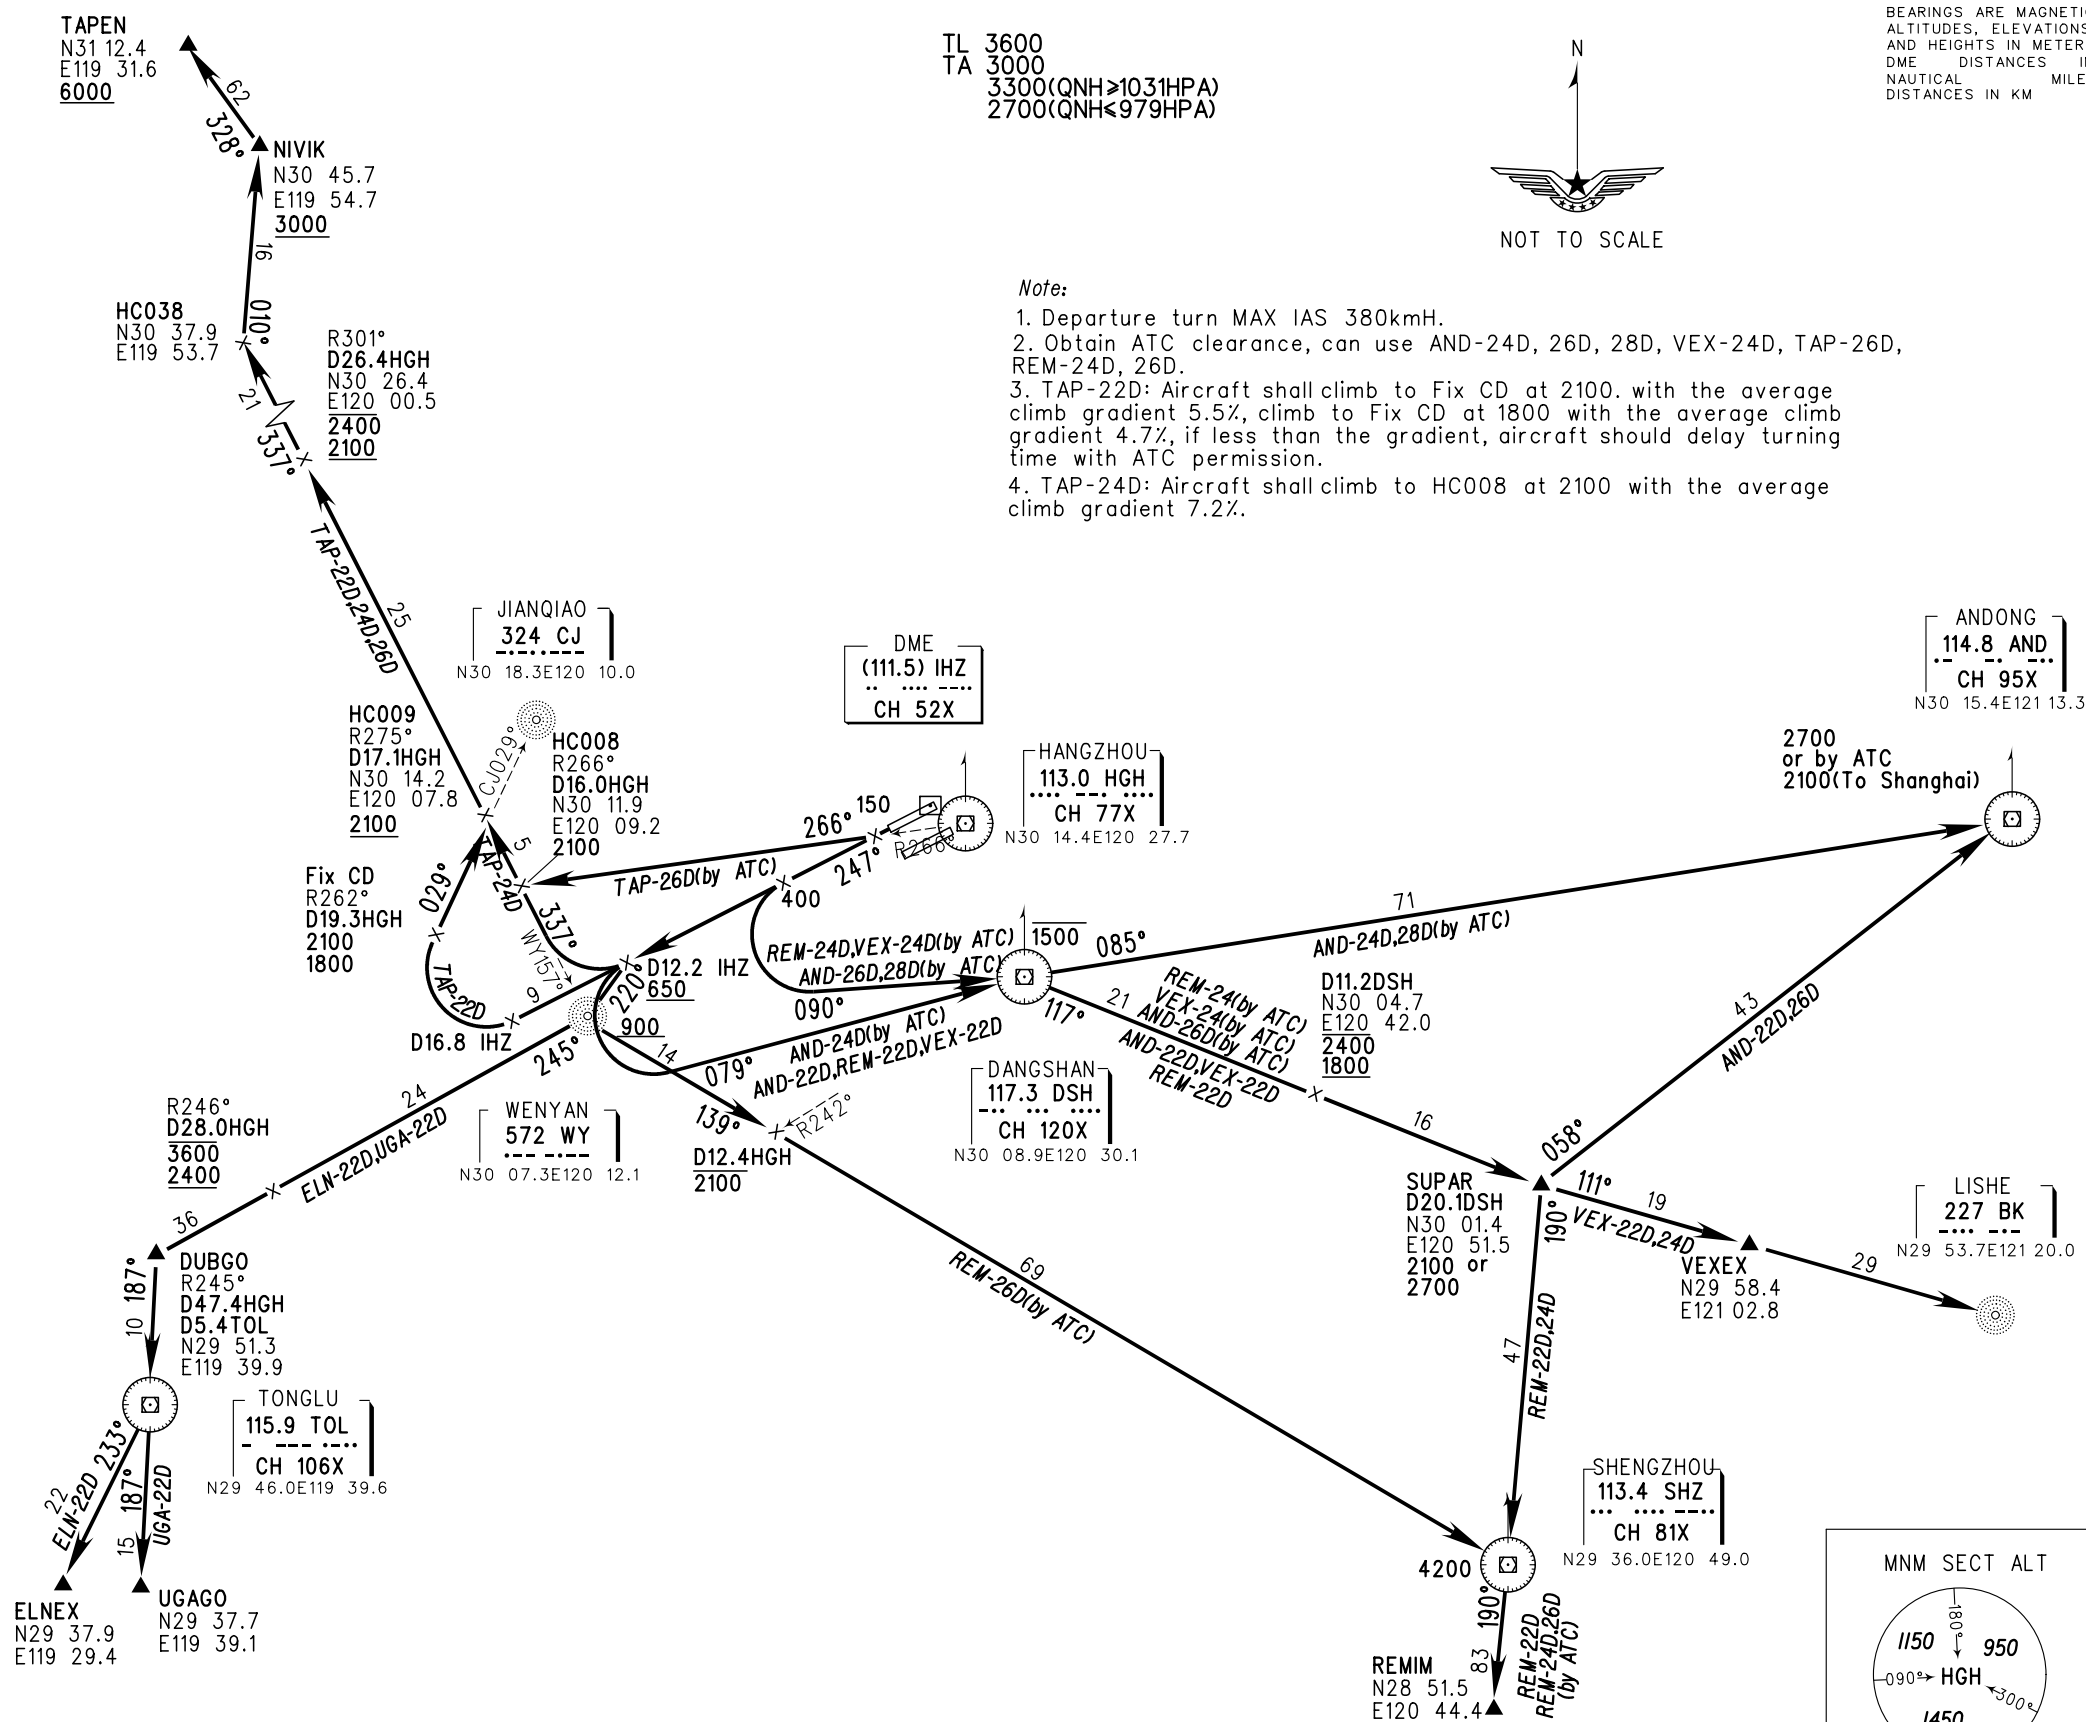 TAPEN
N31 12.4
E119 31.6
6000
62
328°
NIVIK
N30 45.7
E119 54.7
3000
16
010°
HC038
N30 37.9
E119 53.7
R301°
D26.4HGH
N30 26.4
E120 00.5
2400
2100
21
337°
TL 3600
TA 3000
3300(QNH≥1031HPA)
2700(QNH≤979HPA)
N
NOT TO SCALE
BEARINGS ARE MAGNETI
ALTITUDES, ELEVATIONS
AND HEIGHTS IN METER
DME DISTANCES I
NAUTICAL MILE
DISTANCES IN KM
Note:
1. Departure turn MAX IAS 380kmH.
2. Obtain ATC clearance, can use AND-24D, 26D, 28D, VEX-24D, TAP-26D,
REM-24D, 26D.
3. TAP-22D: Aircraft shall climb to Fix CD at 2100. with the average
climb gradient 5.5%, climb to Fix CD at 1800 with the average climb
gradient 4.7%, if less than the gradient, aircraft should delay turning
time with ATC permission.
4. TAP-24D: Aircraft shall climb to HC008 at 2100 with the average
climb gradient 7.2%.
TAP-22D,24D,26D
25
JIANQIAO
324 CJ
N30 18.3E120 10.0
DME
(111.5) IHZ
CH 52X
HANGZHOU
113.0 HGH
CH 77X
N30 14.4E120 27.7
ANDONG
114.8 AND
CH 95X
N30 15.4E121 13.3
2700
or by ATC
2100(To Shanghai)
HC009
R275°
D17.1HGH
N30 14.2
E120 07.8
2100
CJ029°
HC008
R266°
D16.0HGH
N30 11.9
E120 09.2
2100
5
TAP-24D
266°
150
R266°
247°
TAP-26D(by ATC)
400
Fix CD
R262°
D19.3HGH
2100
1800
029°
337°
WY157°
TAP-22D
9
D16.8 IHZ
D12.2 IHZ
650
220°
900
REM-24D,VEX-24D(by ATC)
AND-26D,28D(by ATC)
090°
1500
085°
71
AND-24D,28D(by ATC)
117°
21
REM-24(by ATC)
VEX-24(by ATC)
AND-26D(by ATC)
AND-22D,VEX-22D
REM-22D
D11.2DSH
N30 04.7
E120 42.0
2400
1800
43
AND-22D,26D
245°
14
079°
AND-24D(by ATC)
AND-22D,REM-22D,VEX-22D
139°
R242°
D12.4HGH
2100
DANGSHAN
117.3 DSH
CH 120X
N30 08.9E120 30.1
WENYAN
572 WY
N30 07.3E120 12.1
24
ELN-22D,UGA-22D
R246°
D28.0HGH
3600
2400
36
16
058°
SUPAR
D20.1DSH
N30 01.4
E120 51.5
2100 or
2700
111°
19
VEX-22D,24D
190°
VEXEX
N29 58.4
E121 02.8
29
LISHE
227 BK
N29 53.7E121 20.0
187°
10
DUBGO
R245°
D47.4HGH
D5.4TOL
N29 51.3
E119 39.9
69
REM-26D(by ATC)
47
REM-22D,24D
TONGLU
115.9 TOL
CH 106X
N29 46.0E119 39.6
233°
ELN-22D
22
187°
UGA-22D
15
ELNEX
N29 37.9
E119 29.4
UGAGO
N29 37.7
E119 39.1
SHENGZHOU
113.4 SHZ
CH 81X
N29 36.0E120 49.0
4200
190°
83
REM-22D
REM-24D,26D
(by ATC)
REMIM
N28 51.5
E120 44.4
MNM SECT ALT
180°
1150
950
090°
HGH
300°
1450